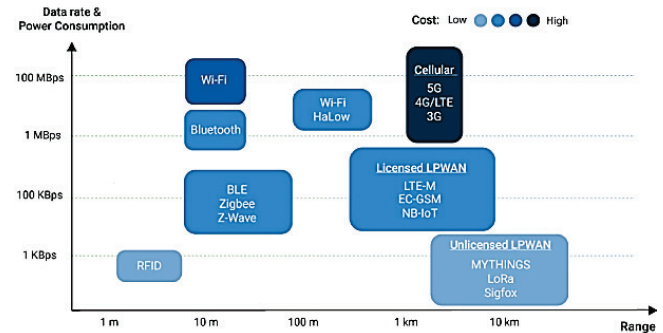 Data rate &
Power Consumption
Cost: Low High
100 MBps
Wi-Fi
Cellular
5G
4G/LTE
3G
Wi-Fi
HaLow
Bluetooth
1 MBps
Licensed LPWAN
LTE-M
EC-GSM
NB-IoT
BLE
Zigbee
Z-Wave
100 KBps
Unlicensed LPWAN
MYTHINGS
LoRa
Sigfox
1 KBps
RFID
1 m 10 m 100 m 1 km 10 km Range